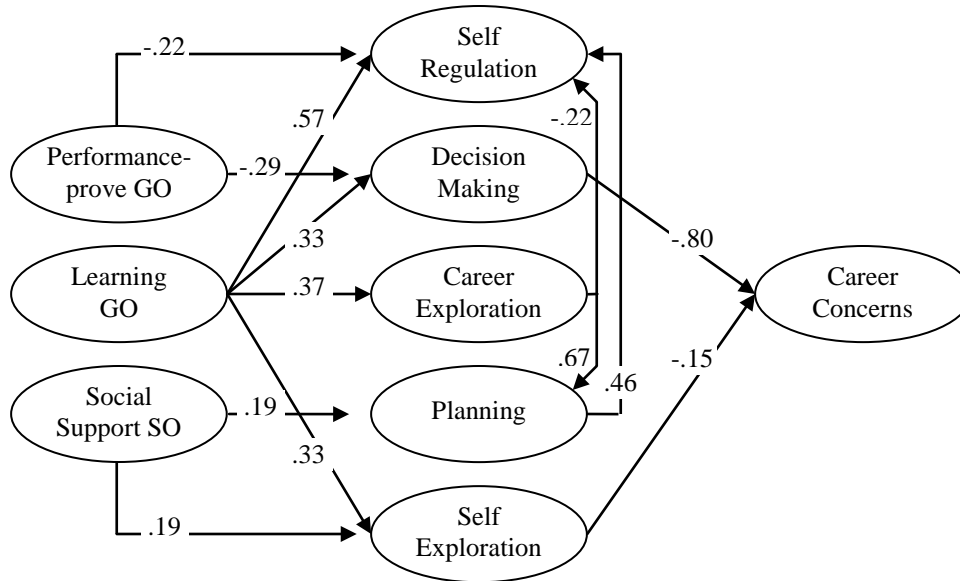 Self
Regulation
-.22
.57
-.22
Performance-
prove GO
-.29
Decision
Making
.33
-.80
Learning
GO
.37
Career
Exploration
Career
Concerns
.67
.46
-.15
Social
Support SO
.19
Planning
.33
.19
Self
Exploration